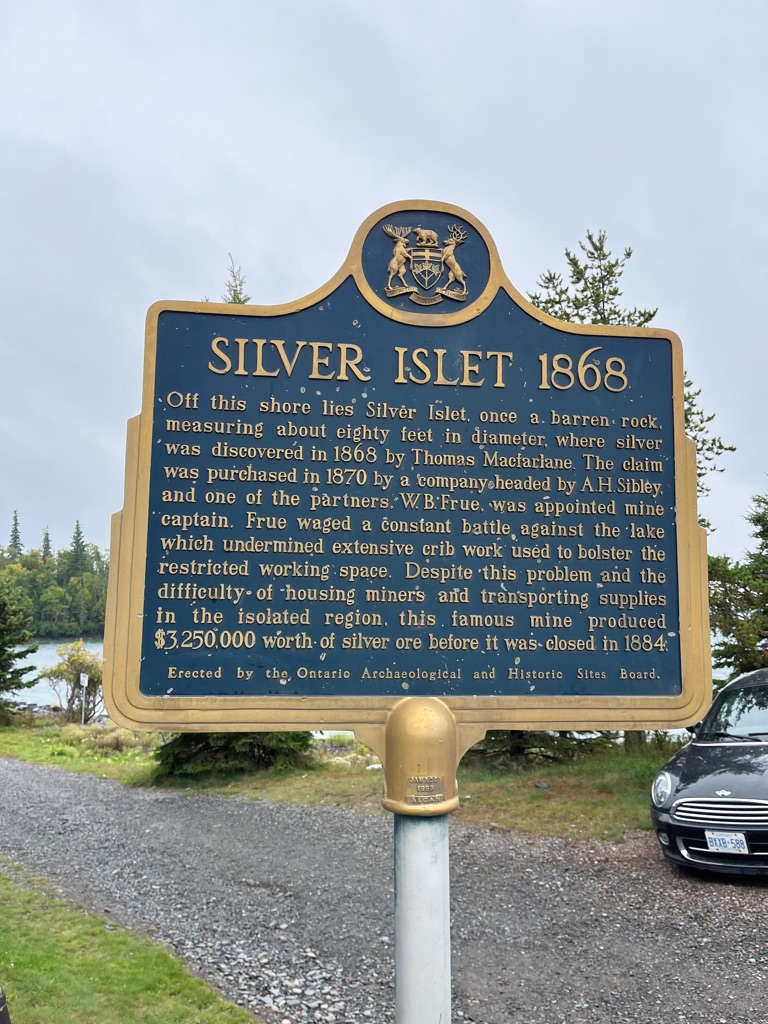 SILVER ISLET 1868
Off this shore lies Silver Islet, once a barren rock,
measuring about eighty feet in diameter, where silver
was discovered in 1868 by Thomas Macfarlane. The claim
was purchased in 1870 by a company headed by A.H. Sibley,
and one of the partners, W.B. Frue, was appointed mine
captain. Frue waged a constant battle against the lake
which undermined extensive crib work used to bolster the
restricted working space. Despite this problem and the
difficulty of housing miners and transporting supplies
in the isolated region, this famous mine produced
$3,250,000 worth of silver ore before it was closed in 1884.
Erected by the Ontario Archaeological and Historic Sites Board.
ALCAN
BXXB·588